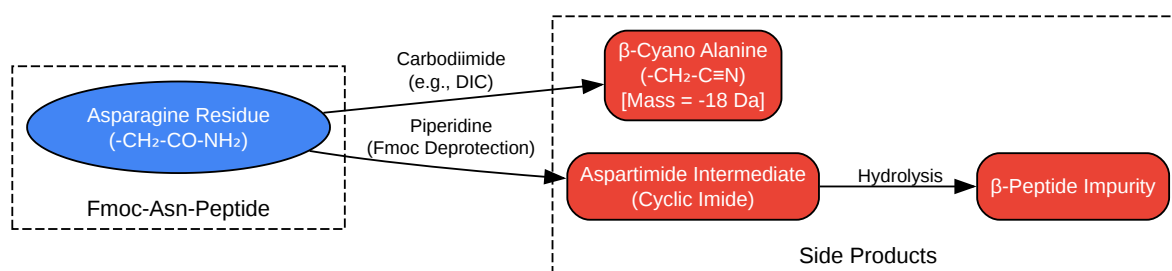 Asparagine Residue
(-CH₂-CO-NH₂)
Fmoc-Asn-Peptide
Carbodiimide
(e.g., DIC)
Piperidine
(Fmoc Deprotection)
β-Cyano Alanine
(-CH₂-C≡N)
[Mass = -18 Da]
Aspartimide Intermediate
(Cyclic Imide)
Hydrolysis
β-Peptide Impurity
Side Products